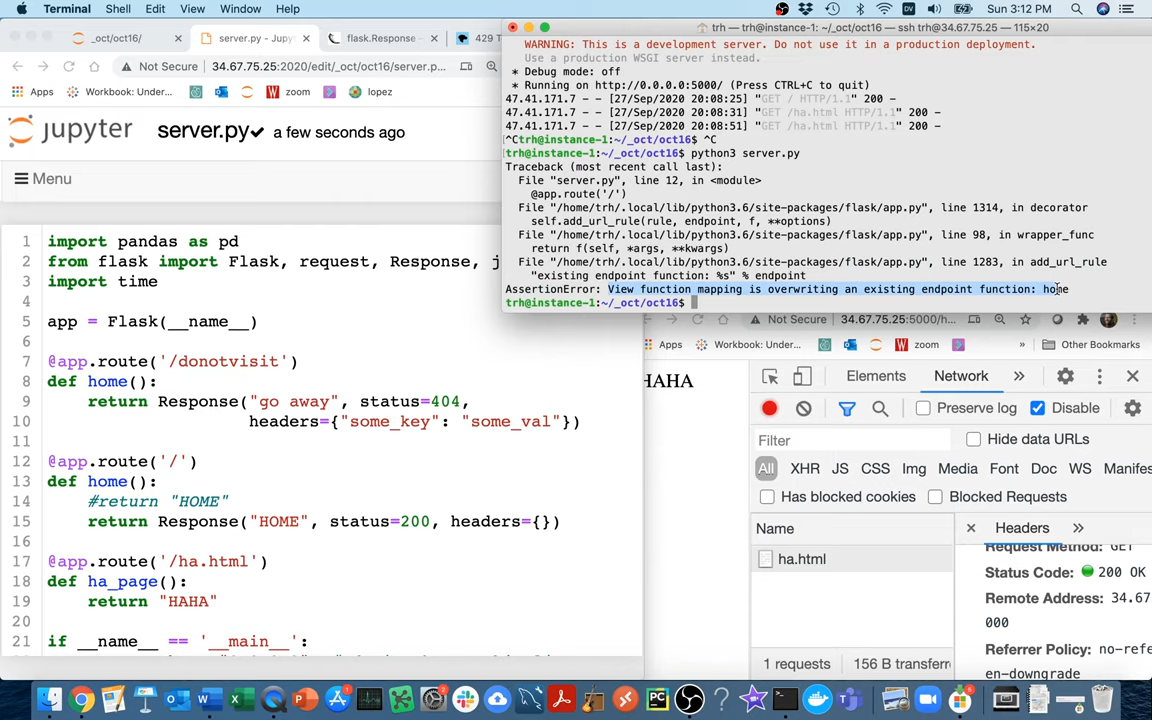 Terminal Shell Edit View Window Help
Sun 3:12 PM
_oct/oct16/
server.py - Jupyt
flask.Response -
429 T
Not Secure 34.67.75.25:2020/edit/_oct/oct16/server.p...
Apps Workbook: Under... zoom lopez
jupyter server.py a few seconds ago
Menu
1 import pandas as pd
2 from flask import Flask, request, Response, j
3 import time
4
5 app = Flask(__name__)
6
7 @app.route('/donotvisit')
8 def home():
9 return Response("go away", status=404,
10 headers={"some_key": "some_val"})
11
12 @app.route('/')
13 def home():
14 #return "HOME"
15 return Response("HOME", status=200, headers={})
16
17 @app.route('/ha.html')
18 def ha_page():
19 return "HAHA"
20
21 if __name__ == '__main__':
trh — trh@instance-1: ~/_oct/oct16 — ssh trh@34.67.75.25 — 115×20
WARNING: This is a development server. Do not use it in a production deployment.
Use a production WSGI server instead.
* Debug mode: off
* Running on http://0.0.0.0:5000/ (Press CTRL+C to quit)
47.41.171.7 - - [27/Sep/2020 20:08:25] "GET / HTTP/1.1" 200 -
47.41.171.7 - - [27/Sep/2020 20:08:31] "GET /ha.html HTTP/1.1" 200 -
47.41.171.7 - - [27/Sep/2020 20:08:51] "GET /ha.html HTTP/1.1" 200 -
^Ctrh@instance-1:~/_oct/oct16$ ^C
trh@instance-1:~/_oct/oct16$ python3 server.py
Traceback (most recent call last):
File "server.py", line 12, in <module>
@app.route('/')
File "/home/trh/.local/lib/python3.6/site-packages/flask/app.py", line 1314, in decorator
self.add_url_rule(rule, endpoint, f, **options)
File "/home/trh/.local/lib/python3.6/site-packages/flask/app.py", line 98, in wrapper_func
return f(self, *args, **kwargs)
File "/home/trh/.local/lib/python3.6/site-packages/flask/app.py", line 1283, in add_url_rule
"existing endpoint function: %s" % endpoint
AssertionError: View function mapping is overwriting an existing endpoint function: home
trh@instance-1:~/_oct/oct16$
Not Secure 34.67.75.25:5000/h...
Apps Workbook: Under... zoom » Other Bookmarks
HAHA
Elements Network »
Preserve log Disable
Filter Hide data URLs
All XHR JS CSS Img Media Font Doc WS Manifes
Has blocked cookies Blocked Requests
Name
ha.html
1 requests 156 B transferr
Headers »
Request Method: GET
Status Code: 200 OK
Remote Address: 34.67
000
Referrer Policy: no-refe
en-downgrade